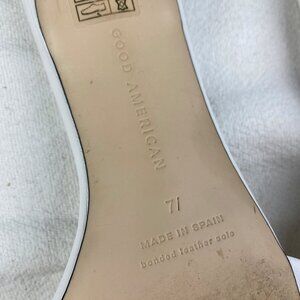 GOOD AMERICAN
7I
MADE IN SPAIN
bonded leather sole